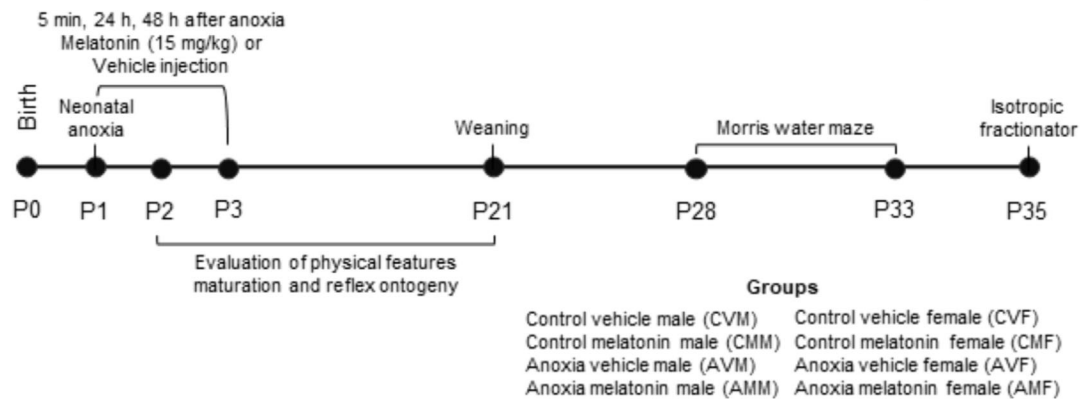 5 min, 24 h, 48 h after anoxia
Melatonin (15 mg/kg) or
Vehicle injection
Birth
Neonatal
anoxia
Weaning
Morris water maze
Isotropic
fractionator
P0 P1 P2 P3 P21 P28 P33 P35
Evaluation of physical features
maturation and reflex ontogeny
Groups
Control vehicle male (CVM) Control vehicle female (CVF)
Control melatonin male (CMM) Control melatonin female (CMF)
Anoxia vehicle male (AVM) Anoxia vehicle female (AVF)
Anoxia melatonin male (AMM) Anoxia melatonin female (AMF)